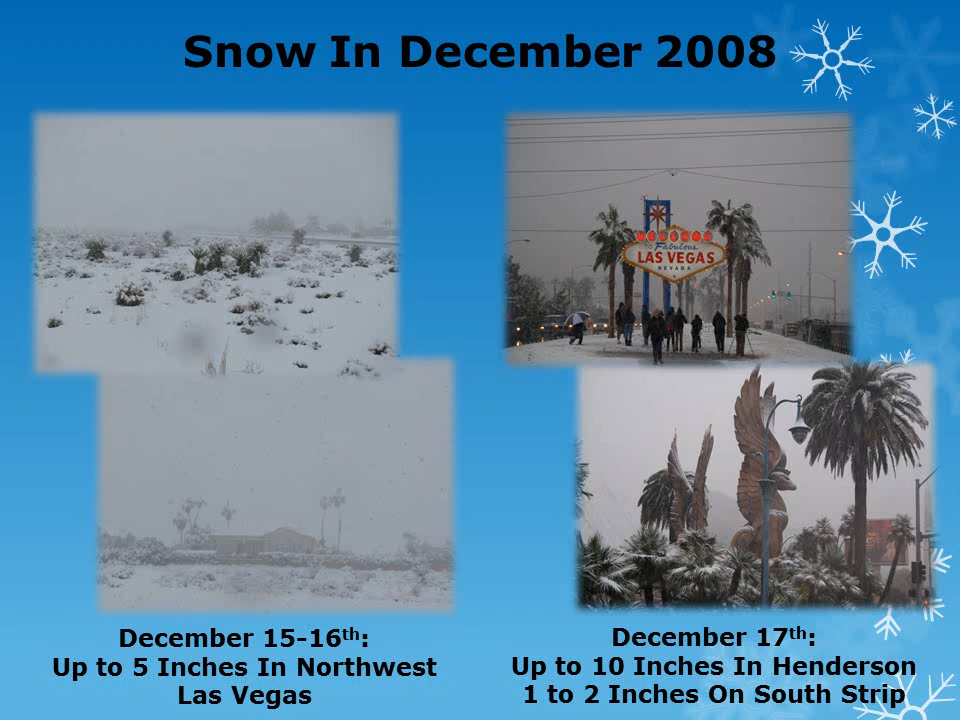 Snow In December 2008
WELCOME
TO Fabulous
LAS VEGAS
NEVADA
December 15-16th:
Up to 5 Inches In Northwest
Las Vegas
December 17th:
Up to 10 Inches In Henderson
1 to 2 Inches On South Strip